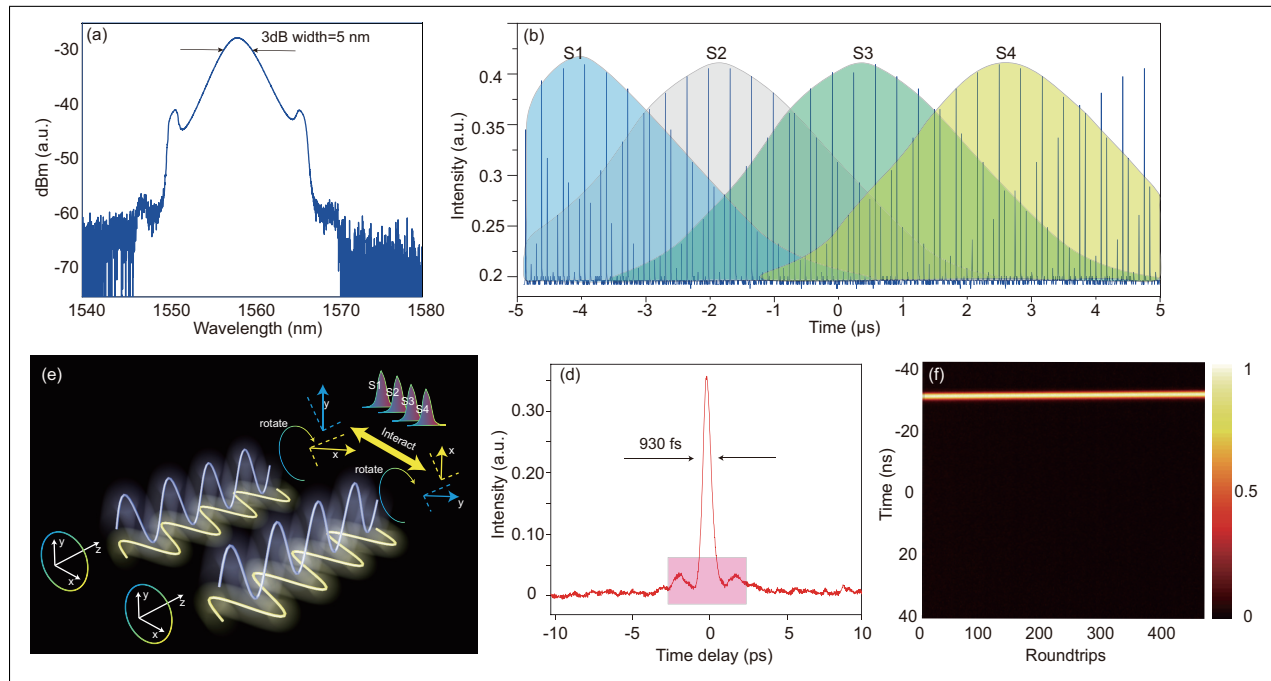 (a)
3dB width=5 nm
-30
-40
-50
-60
-70
dBm (a.u.)
1540
1550
1560
1570
1580
Wavelength (nm)
(b)
S1
S2
S3
S4
0.4
0.35
0.3
0.25
0.2
Intensity (a.u.)
-5
-4
-3
-2
-1
0
1
2
3
4
5
Time (µs)
(e)
S1
S2
S3
S4
y
rotate
x
Interact
x
rotate
y
y
z
x
y
z
x
(d)
0.30
0.20
0.10
0
Intensity (a.u.)
930 fs
-10
-5
0
5
10
Time delay (ps)
(f)
-40
-20
0
20
40
Time (ns)
0
100
200
300
400
Roundtrips
1
0.5
0